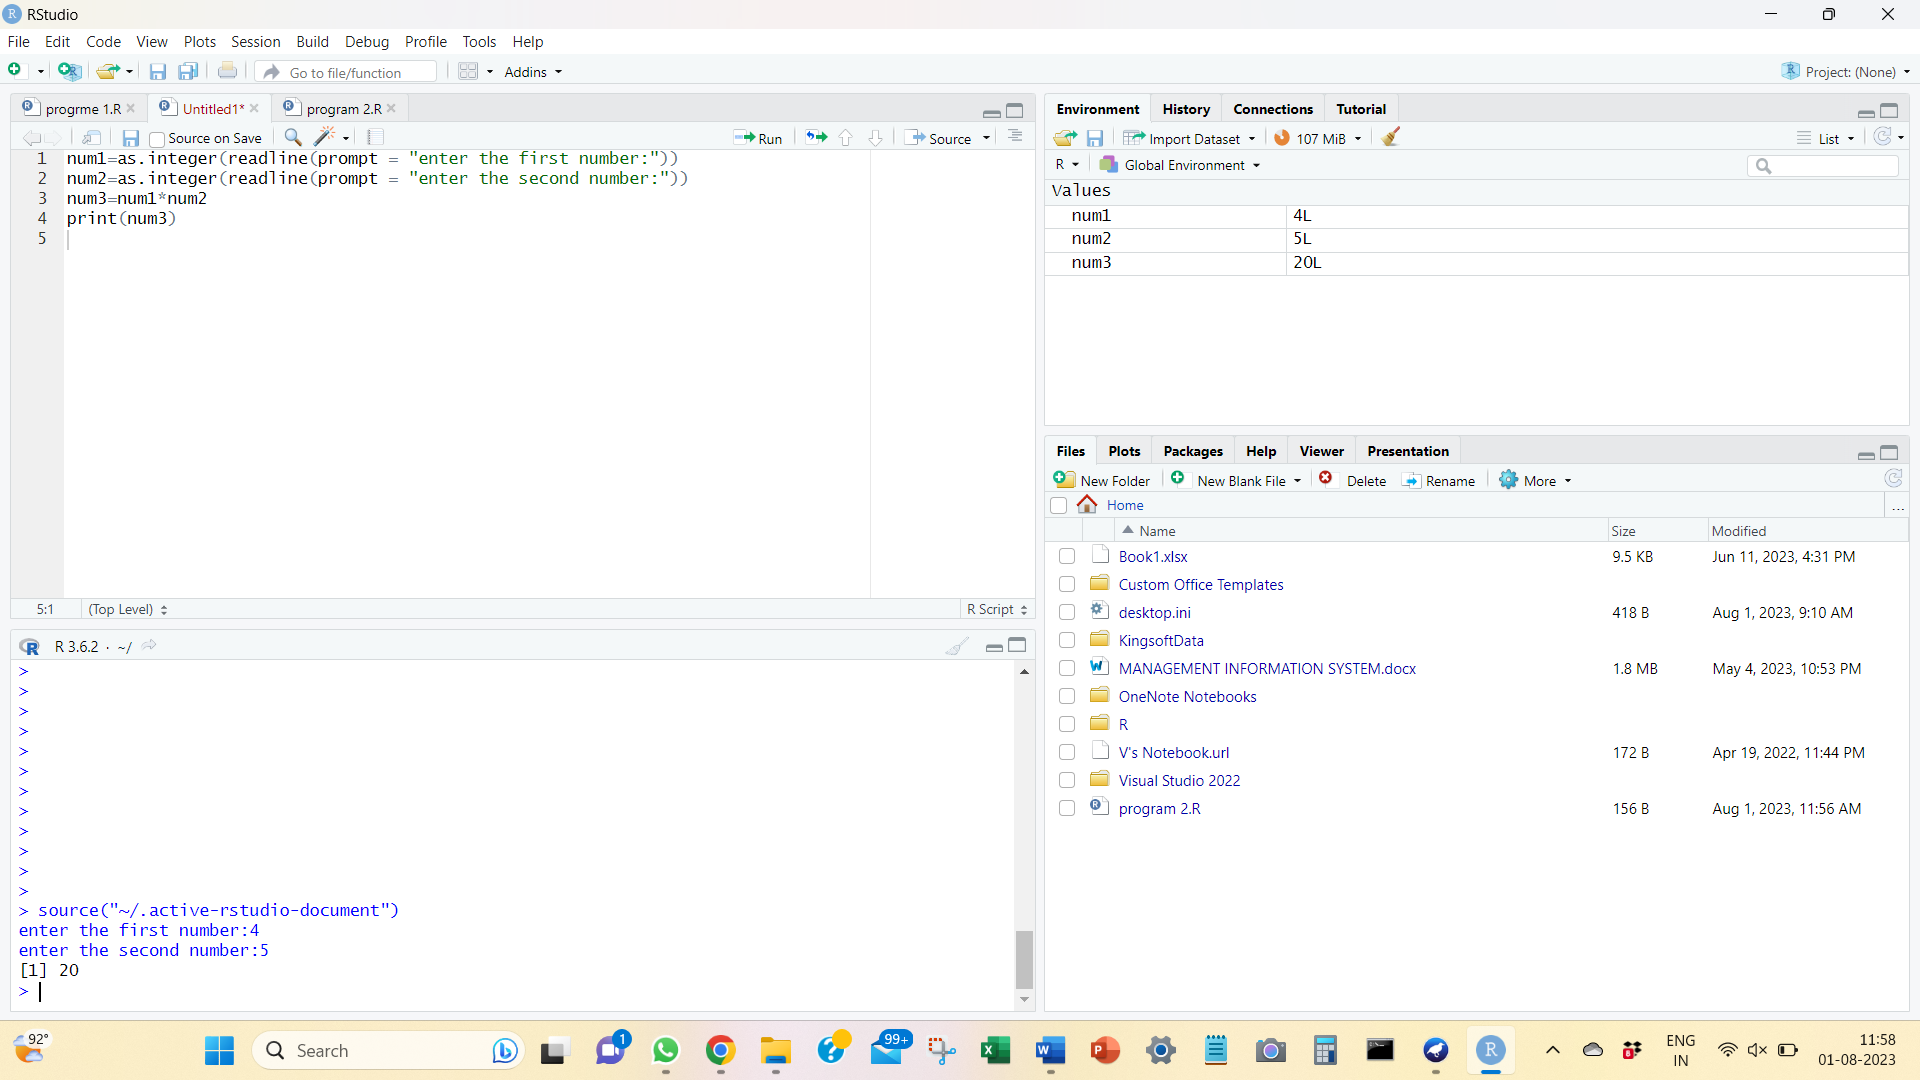 RStudio
File Edit Code View Plots Session Build Debug Profile Tools Help
Go to file/function Addins Project: (None)
progrme 1.R Untitled1* program 2.R
Source on Save Run Source
1 num1=as.integer(readline(prompt = "enter the first number:"))
2 num2=as.integer(readline(prompt = "enter the second number:"))
3 num3=num1*num2
4 print(num3)
5
5:1 (Top Level) R Script
R 3.6.2 · ~/
>
>
>
>
>
>
>
>
>
>
>
>
> source("~/.active-rstudio-document")
enter the first number:4
enter the second number:5
[1] 20
>
Environment History Connections Tutorial
Import Dataset 107 MiB List
R Global Environment
Values
num1 4L
num2 5L
num3 20L
Files Plots Packages Help Viewer Presentation
New Folder New Blank File Delete Rename More
Home ...
Name Size Modified
Book1.xlsx 9.5 KB Jun 11, 2023, 4:31 PM
Custom Office Templates
desktop.ini 418 B Aug 1, 2023, 9:10 AM
KingsoftData
MANAGEMENT INFORMATION SYSTEM.docx 1.8 MB May 4, 2023, 10:53 PM
OneNote Notebooks
R
V's Notebook.url 172 B Apr 19, 2022, 11:44 PM
Visual Studio 2022
program 2.R 156 B Aug 1, 2023, 11:56 AM
92° Search 1 99+ ENG 11:58
IN 01-08-2023